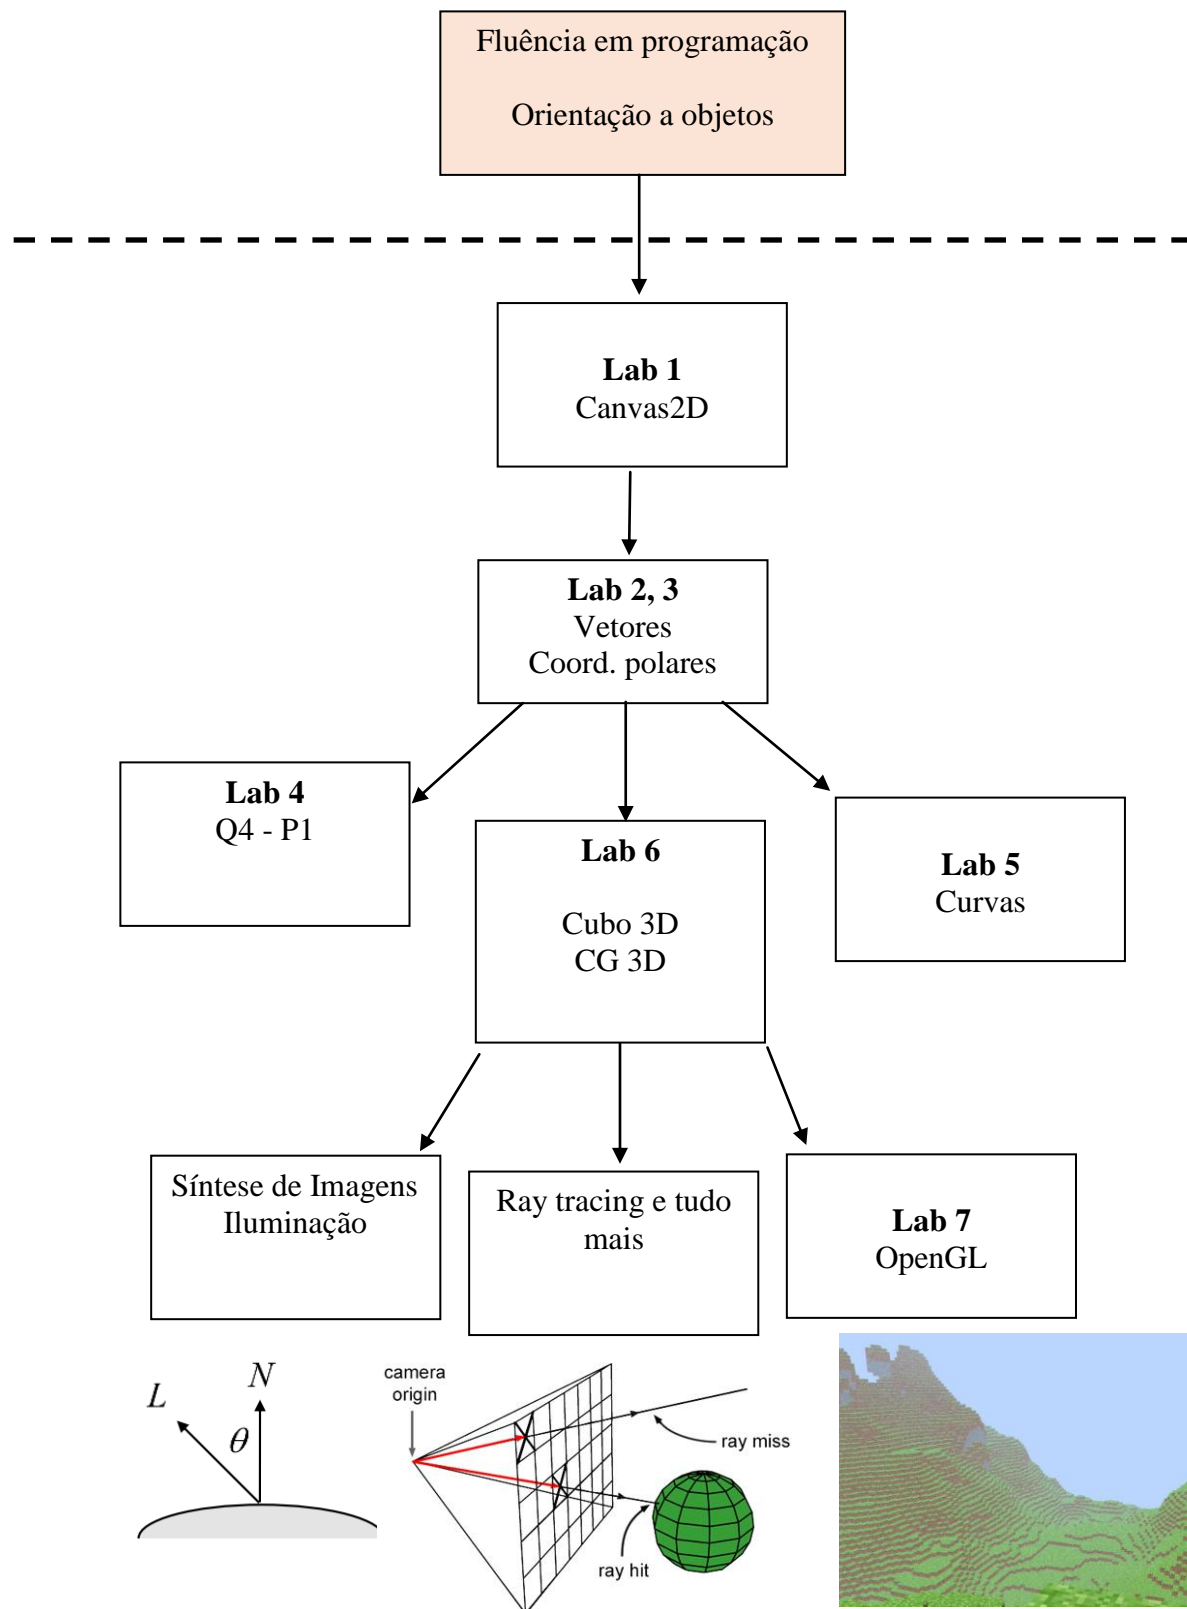 Fluência em programação
Orientação a objetos
Lab 1
Canvas2D
Lab 2, 3
Vetores
Coord. polares
Lab 4
Q4 - P1
Lab 6
Cubo 3D
CG 3D
Lab 5
Curvas
Síntese de Imagens
Iluminação
Ray tracing e tudo
mais
Lab 7
OpenGL
L
N
θ
camera
origin
ray miss
ray hit